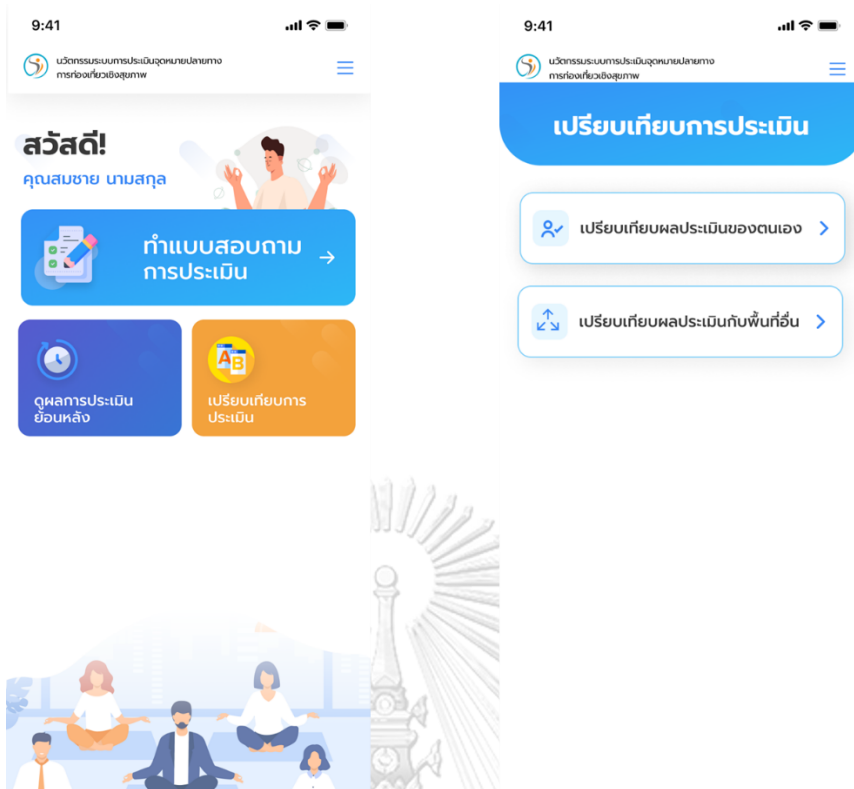 9:41
นวัตกรรมระบบการประเมินจุดหมายปลายทาง
การท่องเที่ยวเชิงสุขภาพ
สวัสดี!
คุณสมชาย นามสกุล
ทำแบบสอบถาม
การประเมิน
ดูผลการประเมิน
ย้อนหลัง
AB
เปรียบเทียบการ
ประเมิน
9:41
นวัตกรรมระบบการประเมินจุดหมายปลายทาง
การท่องเที่ยวเชิงสุขภาพ
เปรียบเทียบการประเมิน
เปรียบเทียบผลประเมินของตนเอง
เปรียบเทียบผลประเมินกับพื้นที่อื่น